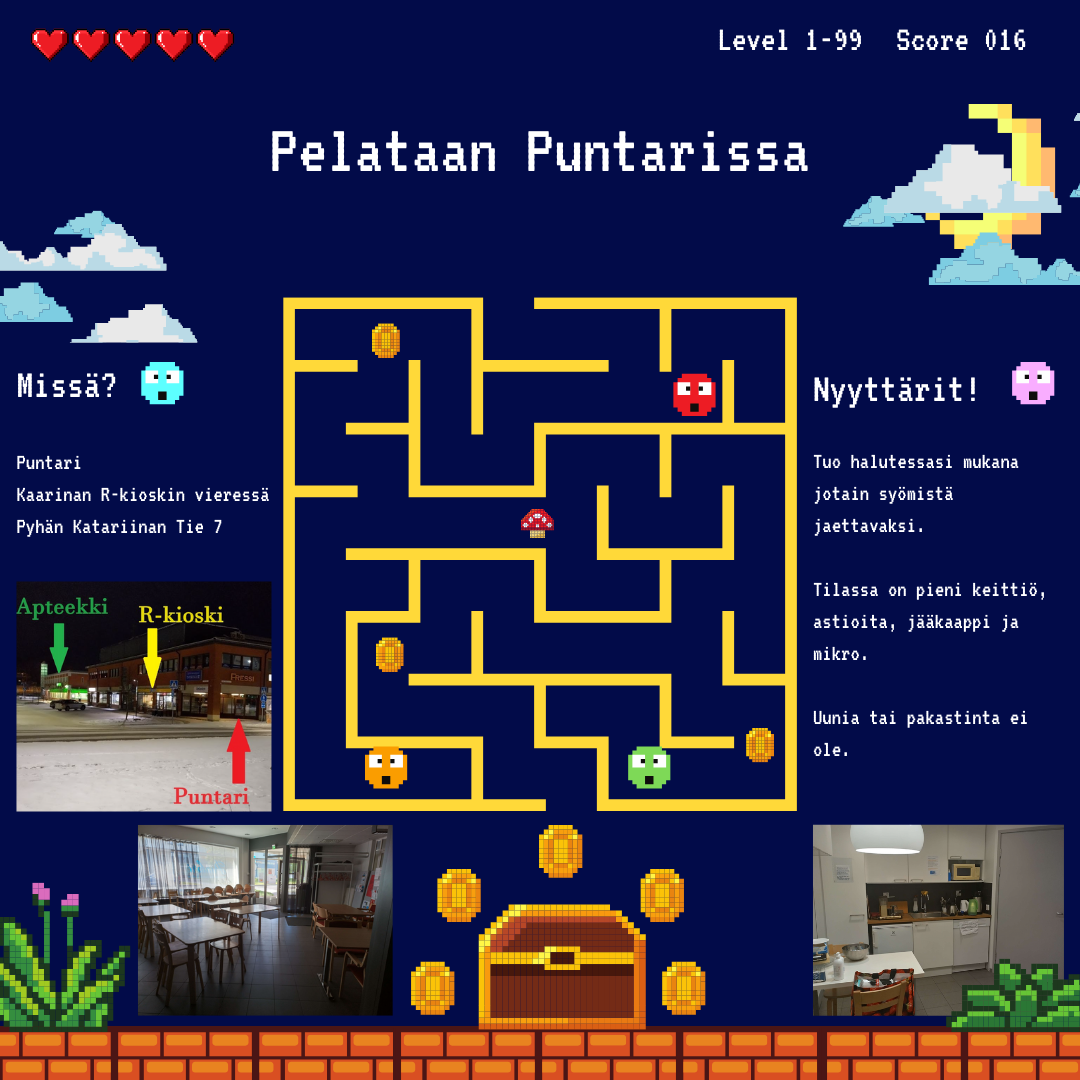 Level 1-99 Score 016
Pelataan Puntarissa
Missä?
Puntari
Kaarinan R-kioskin vieressä
Pyhän Katariinan Tie 7
Apteekki
R-kioski
Puntari
Nyyttärit!
Tuo halutessasi mukana
jotain syömistä
jaettavaksi.
Tilassa on pieni keittiö,
astioita, jääkaappi ja
mikro.
Uunia tai pakastinta ei
ole.